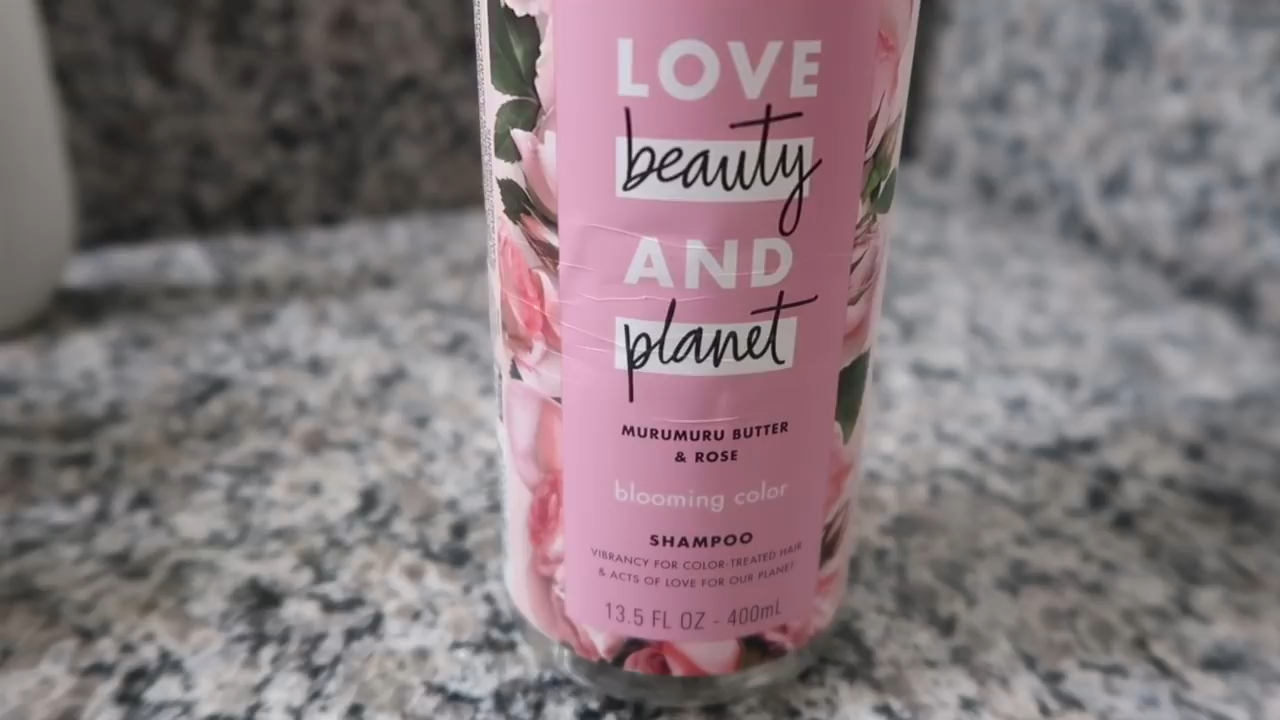 LOVE
beauty
AND
planet
MURUMURU BUTTER
& ROSE
blooming color
SHAMPOO
VIBRANCY FOR COLOR-TREATED HAIR
& ACTS OF LOVE FOR OUR PLANET
13.5 FL OZ - 400mL